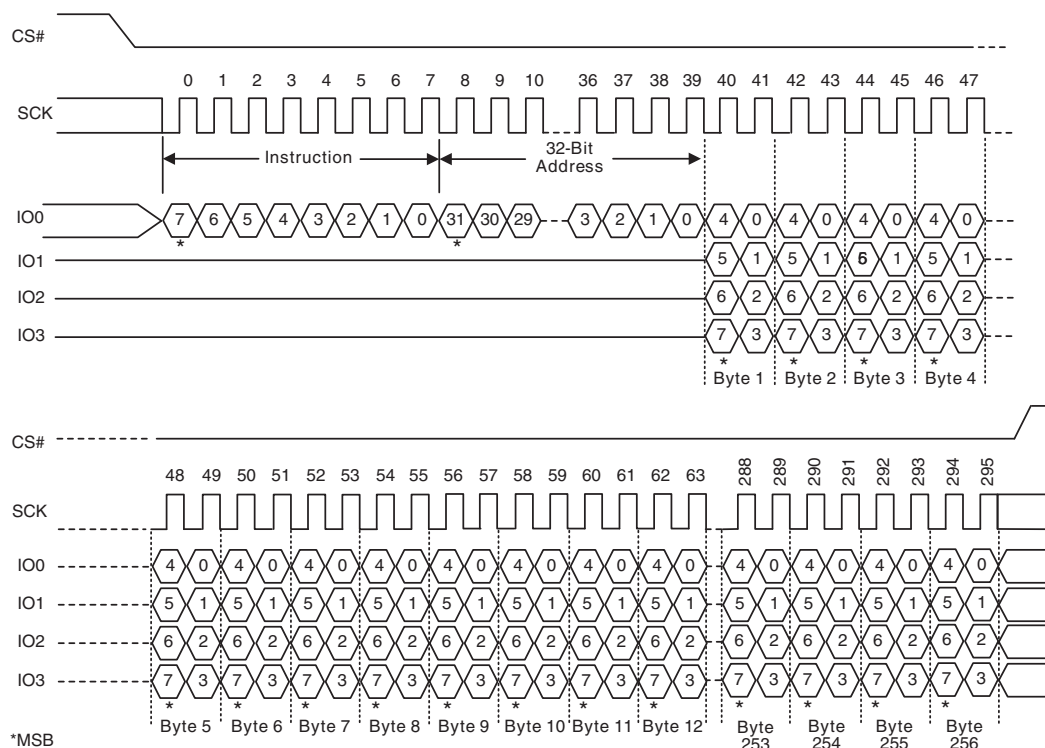 CS#
0 1 2 3 4 5 6 7 8 9 10 36 37 38 39 40 41 42 43 44 45 46 47
SCK
Instruction
32-Bit
Address
IO0 7 6 5 4 3 2 1 0 31 30 29 3 2 1 0 4 0 4 0 4 0 4 0
* *
IO1 5 1 5 1 6 1 5 1
IO2 6 2 6 2 6 2 6 2
IO3 7 3 7 3 7 3 7 3
* * * *
Byte 1 Byte 2 Byte 3 Byte 4
CS#
48 49 50 51 52 53 54 55 56 57 58 59 60 61 62 63 288 289 290 291 292 293 294 295
SCK
IO0 4 0 4 0 4 0 4 0 4 0 4 0 4 0 4 0 4 0 4 0 4 0 4 0
IO1 5 1 5 1 5 1 5 1 5 1 5 1 5 1 5 1 5 1 5 1 5 1 5 1
IO2 6 2 6 2 6 2 6 2 6 2 6 2 6 2 6 2 6 2 6 2 6 2 6 2
IO3 7 3 7 3 7 3 7 3 7 3 7 3 7 3 7 3 7 3 7 3 7 3 7 3
* * * * * * * * * * * *
Byte 5 Byte 6 Byte 7 Byte 8 Byte 9 Byte 10 Byte 11 Byte 12 Byte 253 Byte 254 Byte 255 Byte 256
*MSB